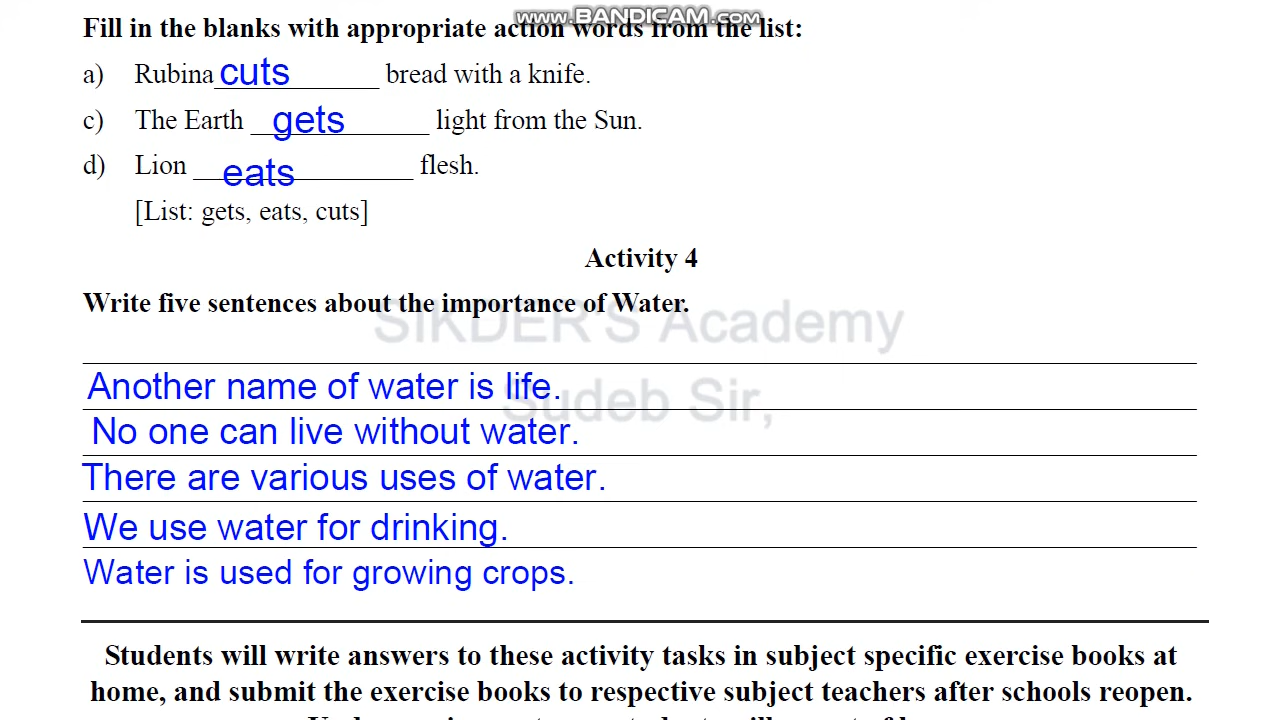 www.BANDICAM.com
Fill in the blanks with appropriate action words from the list:
a) Rubina cuts bread with a knife.
c) The Earth gets light from the Sun.
d) Lion eats flesh.
[List: gets, eats, cuts]
Activity 4
Write five sentences about the importance of Water.
SIKDER'S Academy
Another name of water is life.
Sudeb Sir,
No one can live without water.
There are various uses of water.
We use water for drinking.
Water is used for growing crops.
Students will write answers to these activity tasks in subject specific exercise books at
home, and submit the exercise books to respective subject teachers after schools reopen.